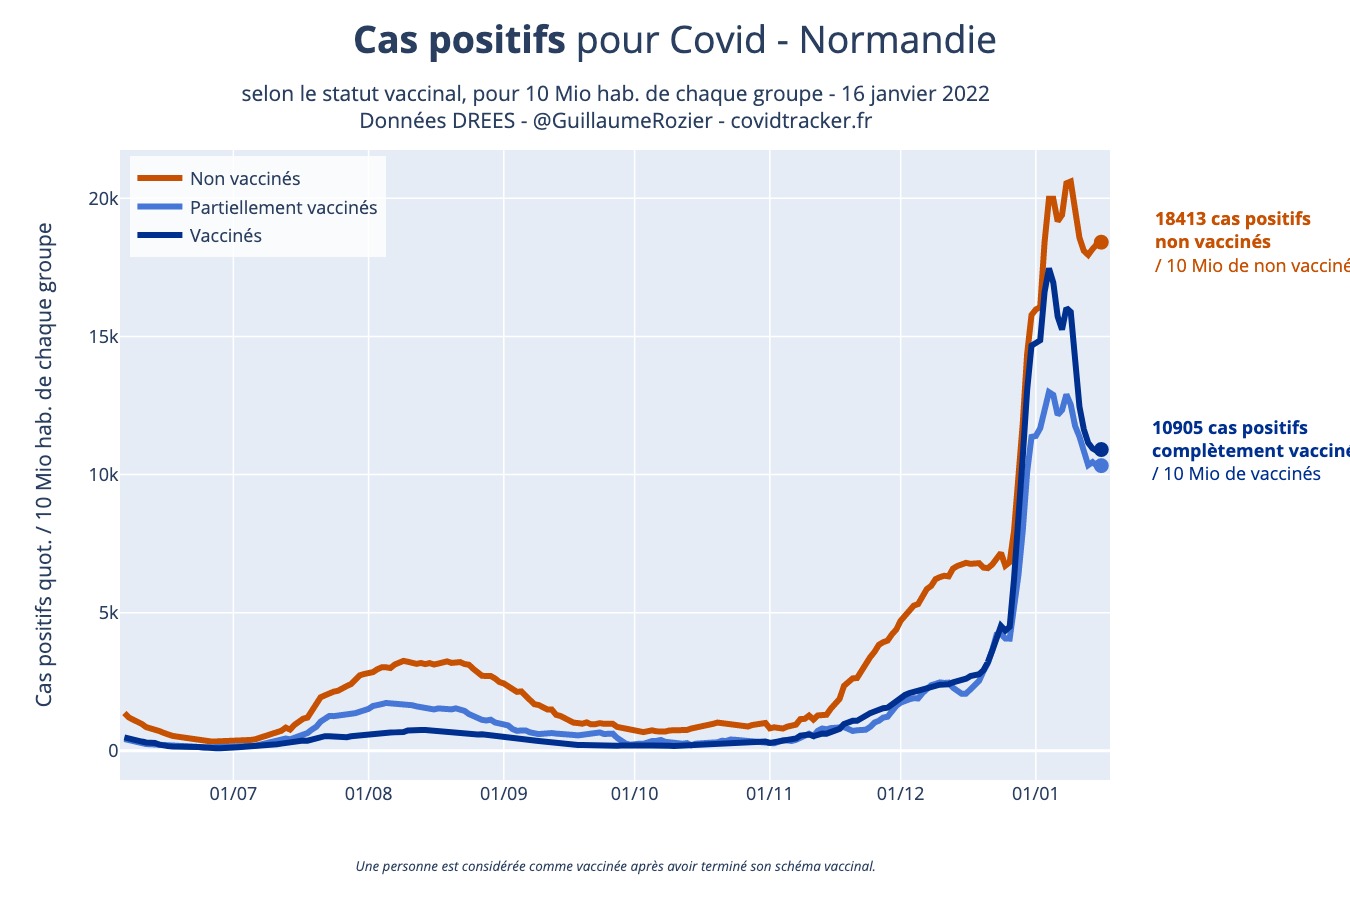 Cas positifs pour Covid - Normandie
selon le statut vaccinal, pour 10 Mio hab. de chaque groupe - 16 janvier 2022
Données DREES - @GuillaumeRozier - covidtracker.fr
Non vaccinés
Partiellement vaccinés
Vaccinés
Cas positifs quot. / 10 Mio hab. de chaque groupe
20k
15k
10k
5k
0
01/07
01/08
01/09
01/10
01/11
01/12
01/01
18413 cas positifs
non vaccinés
/ 10 Mio de non vacciné
10905 cas positifs
complètement vacciné
/ 10 Mio de vaccinés
Une personne est considérée comme vaccinée après avoir terminé son schéma vaccinal.